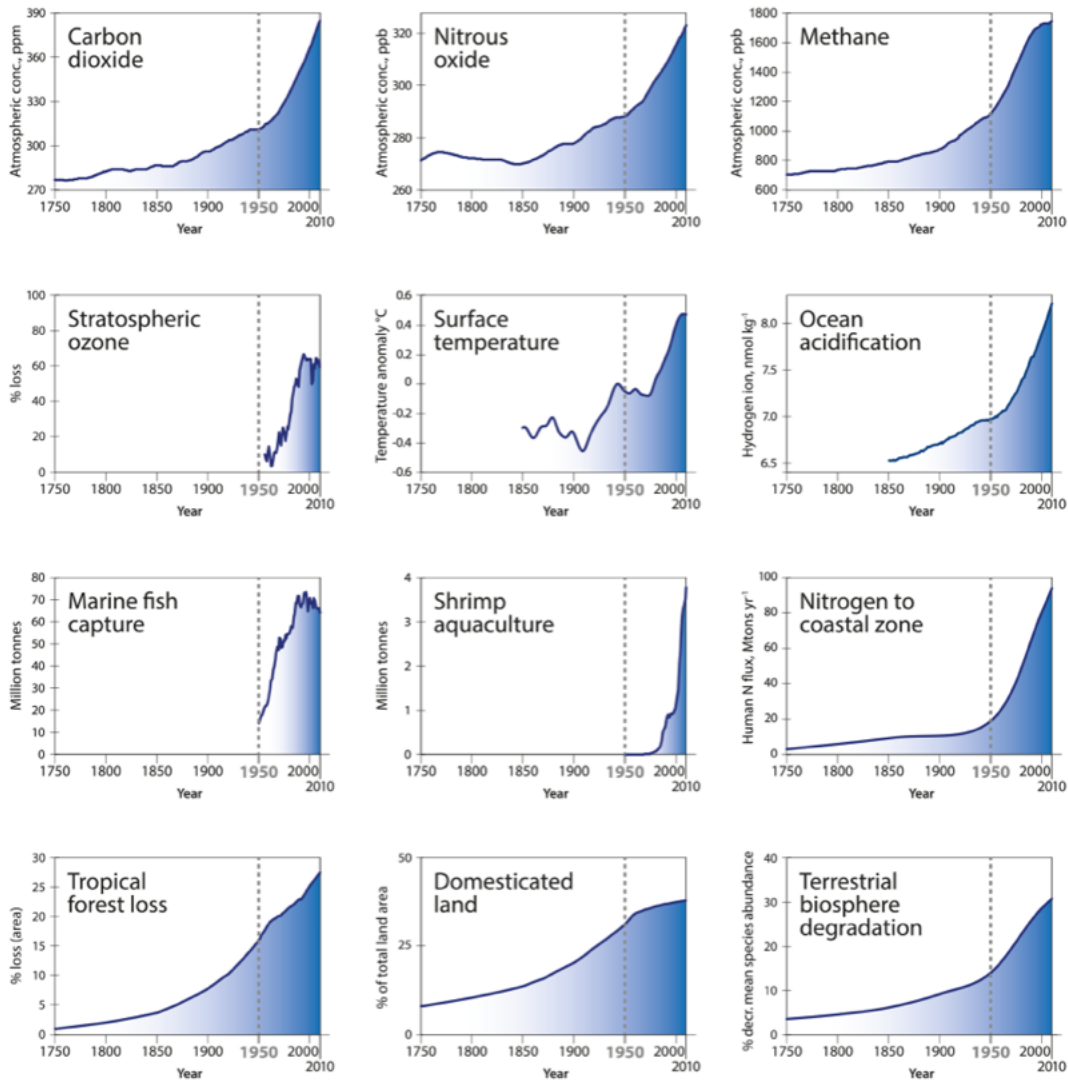 Carbon
dioxide
Atmospheric conc., ppm
390
360
330
300
270
1750 1800 1850 1900 1950 2000 2010
Year
Nitrous
oxide
Atmospheric conc., ppb
320
300
280
260
1750 1800 1850 1900 1950 2000 2010
Year
Methane
Atmospheric conc., ppb
1800
1600
1400
1200
1000
800
600
1750 1800 1850 1900 1950 2000 2010
Year
Stratospheric
ozone
% loss
100
80
60
40
20
0
1750 1800 1850 1900 1950 2000 2010
Year
Surface
temperature
Temperature anomaly °C
0.6
0.4
0.2
0
-0.2
-0.4
-0.6
1750 1800 1850 1900 1950 2000 2010
Year
Ocean
acidification
Hydrogen ion, nmol kg⁻¹
8.0
7.5
7.0
6.5
1750 1800 1850 1900 1950 2000 2010
Year
Marine fish
capture
Million tonnes
80
70
60
50
40
30
20
10
0
1750 1800 1850 1900 1950 2000 2010
Year
Shrimp
aquaculture
Million tonnes
4
3
2
1
0
1750 1800 1850 1900 1950 2000 2010
Year
Nitrogen to
coastal zone
Human N flux, Mtons yr⁻¹
100
80
60
40
20
0
1750 1800 1850 1900 1950 2000 2010
Year
Tropical
forest loss
% loss (area)
30
25
20
15
10
5
0
1750 1800 1850 1900 1950 2000 2010
Year
Domesticated
land
% of total land area
50
25
0
1750 1800 1850 1900 1950 2000 2010
Year
Terrestrial
biosphere
degradation
% decr. mean species abundance
40
30
20
10
0
1750 1800 1850 1900 1950 2000 2010
Year